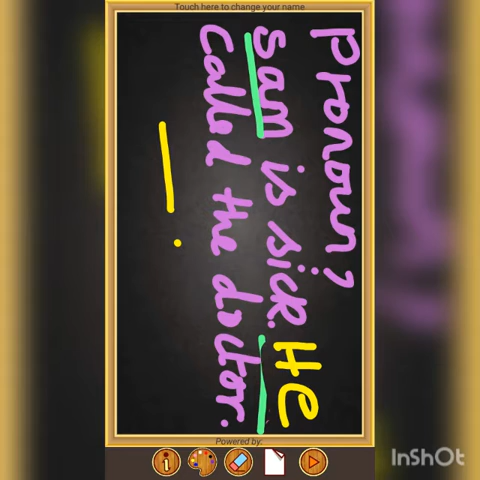 Touch here to change your name
Pronoun?
Sam is sick. He
Called the doctor.
Powered by:
InShOt